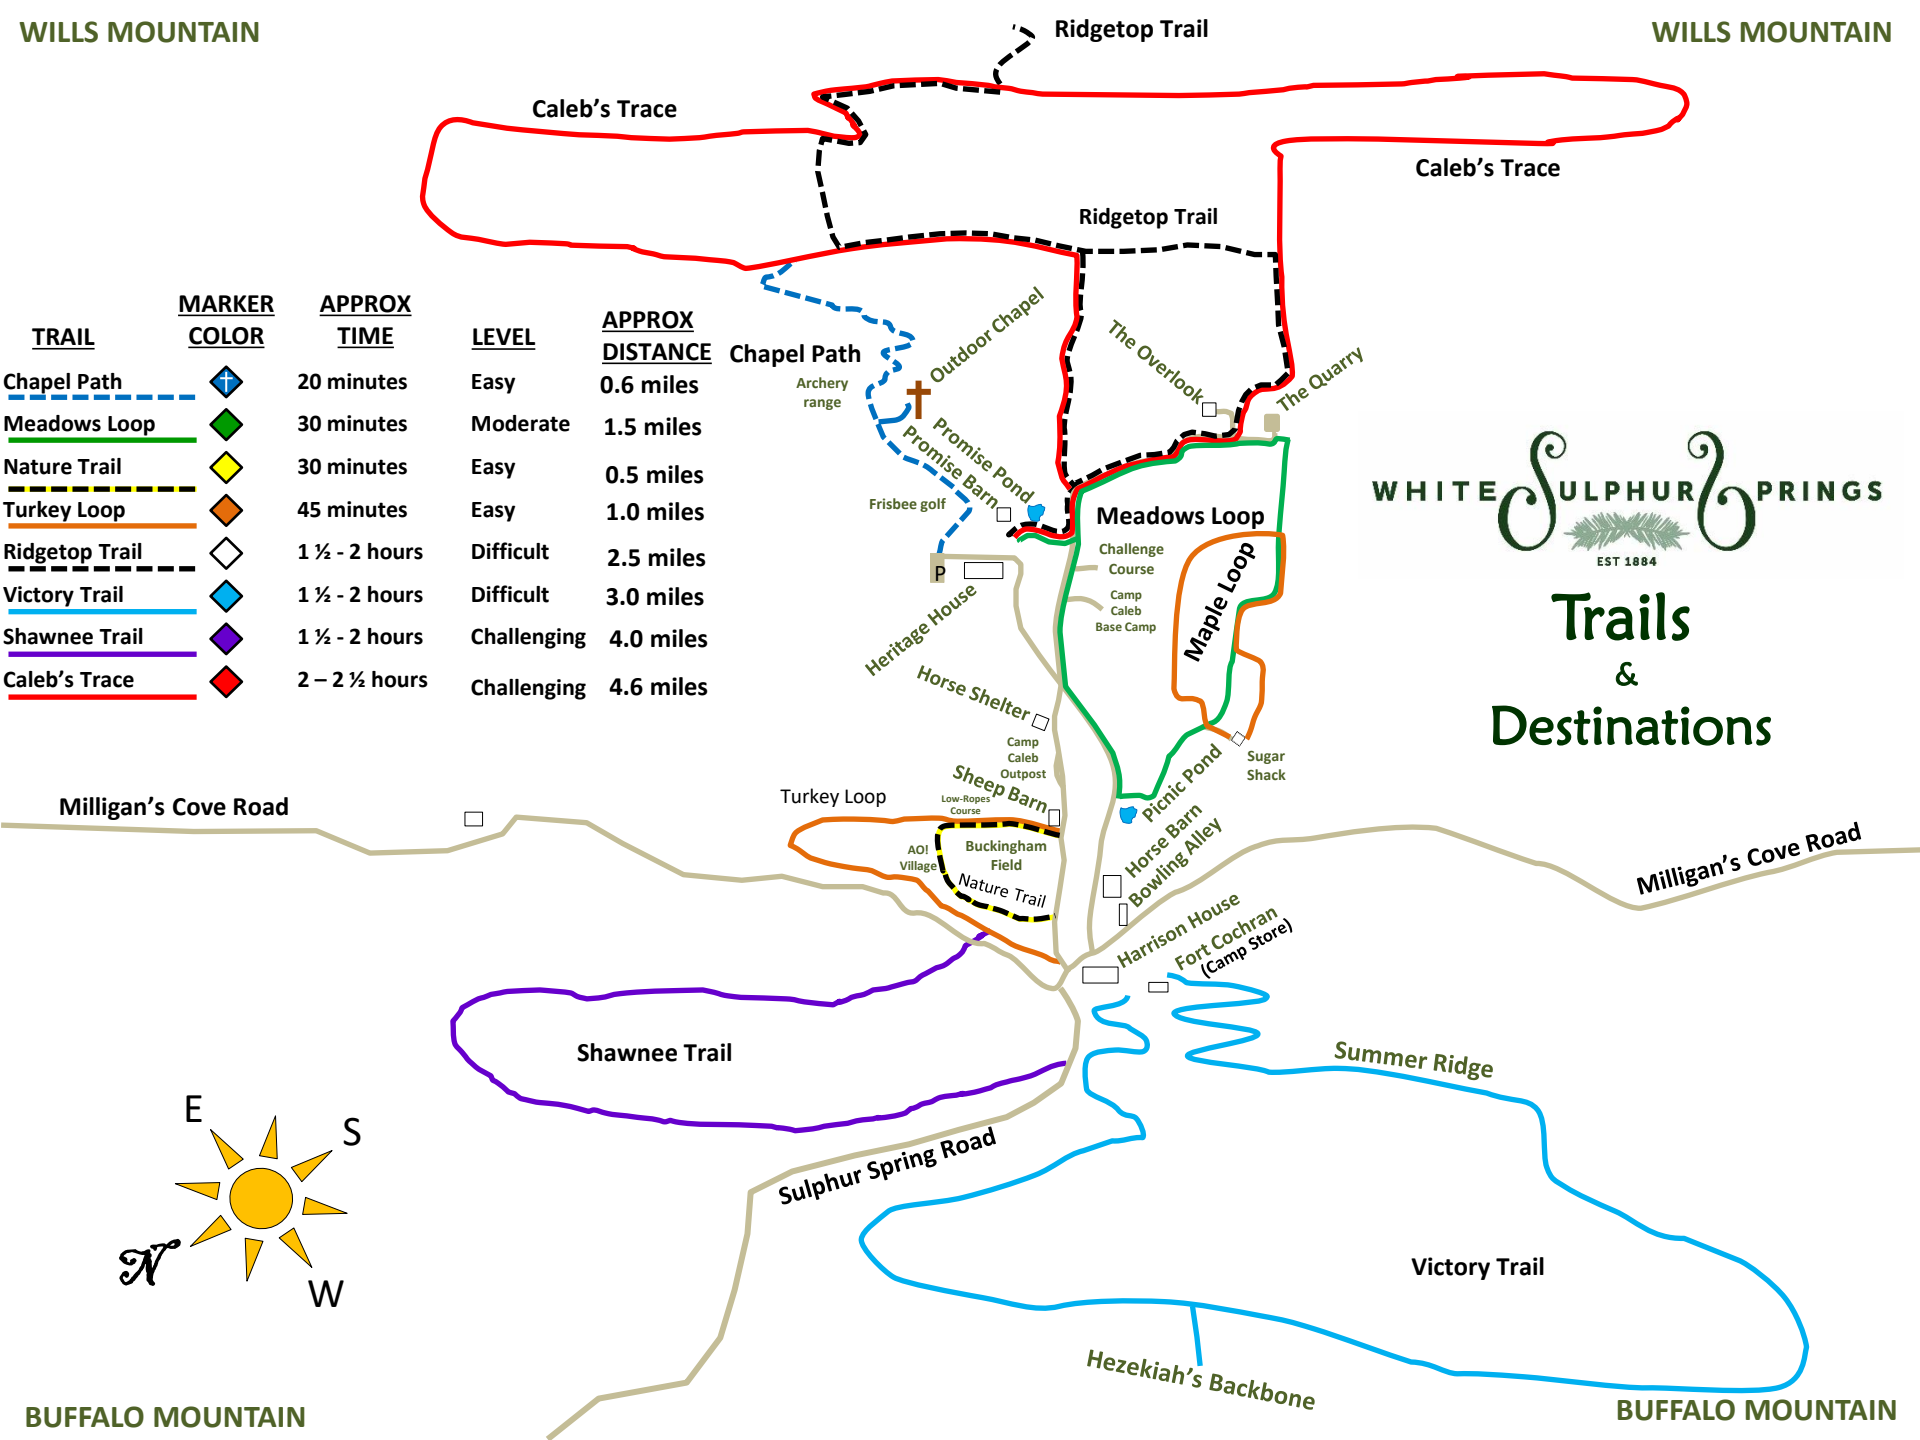 WILLS MOUNTAIN
WILLS MOUNTAIN
Ridgetop Trail
Caleb's Trace
Caleb's Trace
Ridgetop Trail
TRAIL
MARKER
COLOR
APPROX
TIME
LEVEL
APPROX
DISTANCE
Chapel Path 20 minutes Easy 0.6 miles
Meadows Loop 30 minutes Moderate 1.5 miles
Nature Trail 30 minutes Easy 0.5 miles
Turkey Loop 45 minutes Easy 1.0 miles
Ridgetop Trail 1 ½ - 2 hours Difficult 2.5 miles
Victory Trail 1 ½ - 2 hours Difficult 3.0 miles
Shawnee Trail 1 ½ - 2 hours Challenging 4.0 miles
Caleb's Trace 2 – 2 ½ hours Challenging 4.6 miles
Chapel Path
Archery
range
Outdoor Chapel
The Overlook
The Quarry
Promise Pond
Promise Barn
Frisbee golf
P
Heritage House
Meadows Loop
Challenge
Course
Camp
Caleb
Base Camp
Maple Loop
WHITE SULPHUR SPRINGS
EST 1884
Trails
&
Destinations
Horse Shelter
Camp
Caleb
Outpost
Sheep Barn
Low-Ropes
Course
Picnic Pond
Sugar
Shack
Milligan's Cove Road
Turkey Loop
AO!
Village
Buckingham
Field
Nature Trail
Horse Barn
Bowling Alley
Milligan's Cove Road
Harrison House
Fort Cochran
(Camp Store)
Shawnee Trail
Summer Ridge
Sulphur Spring Road
E
S
N
W
Victory Trail
Hezekiah's Backbone
BUFFALO MOUNTAIN
BUFFALO MOUNTAIN